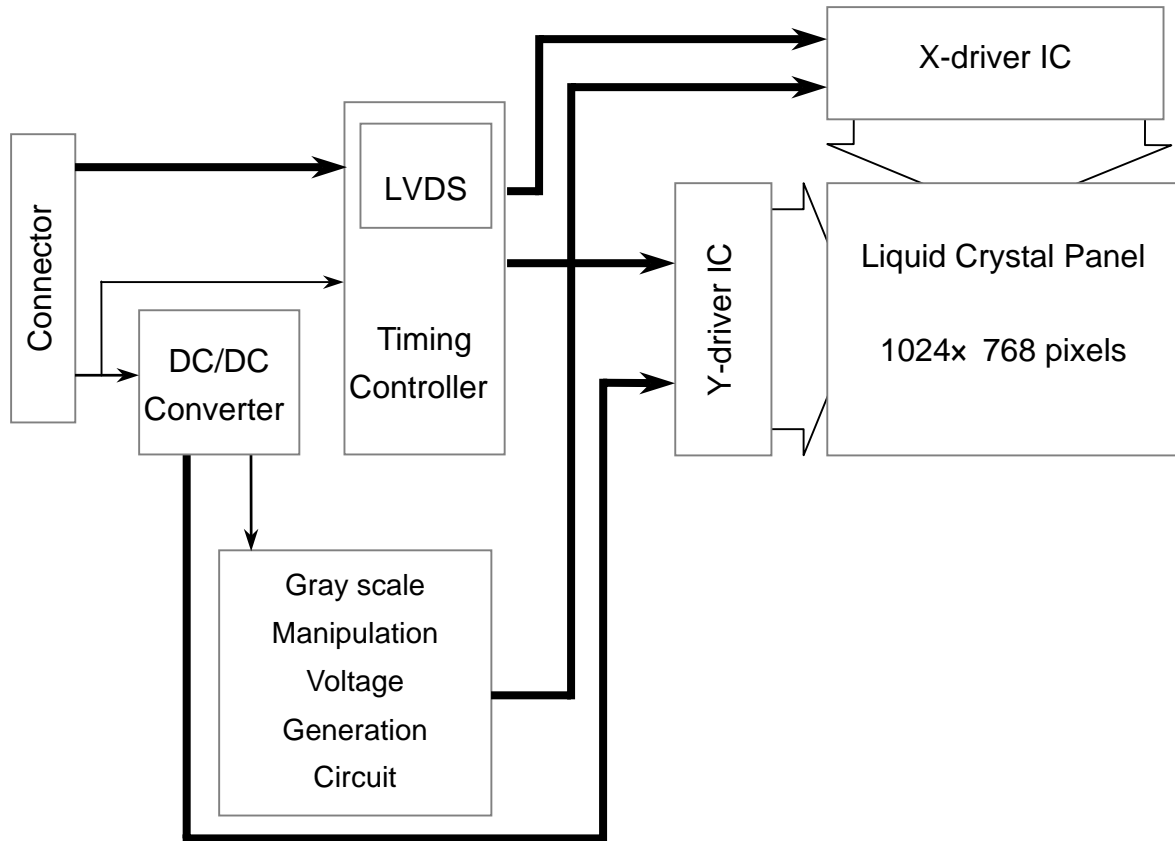 X-driver IC
Connector
LVDS
Timing
Controller
DC/DC
Converter
Y-driver IC
Liquid Crystal Panel
1024× 768 pixels
Gray scale
Manipulation
Voltage
Generation
Circuit